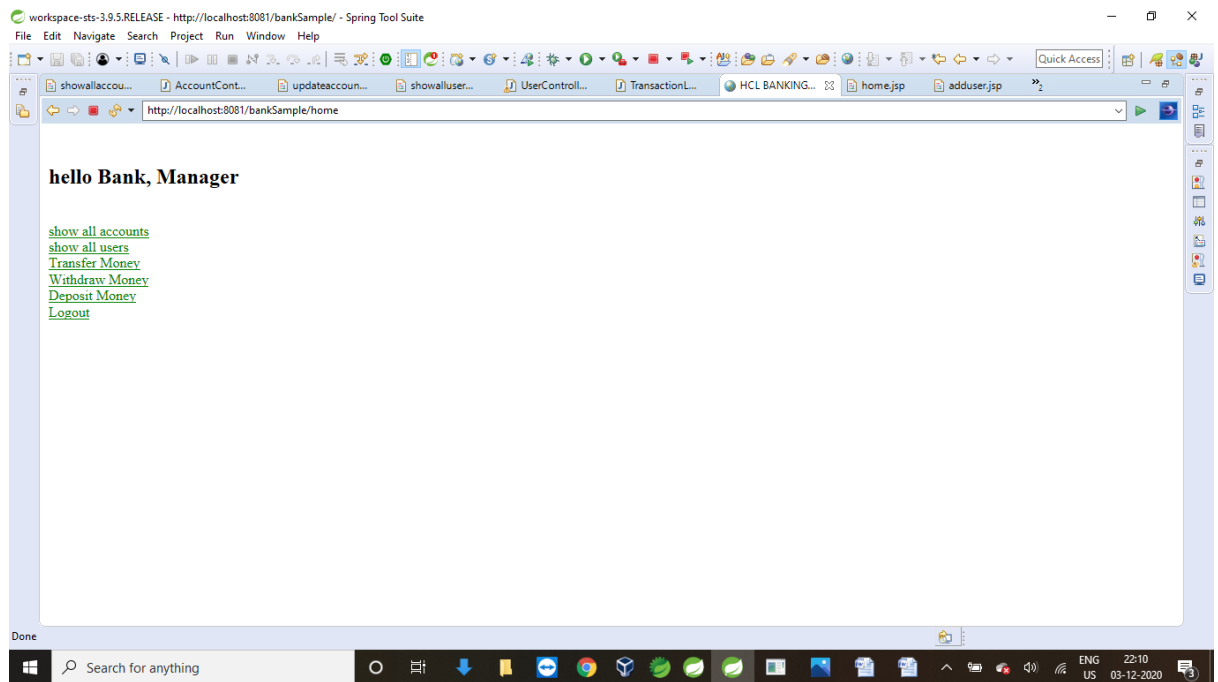 workspace-sts-3.9.5.RELEASE - http://localhost:8081/bankSample/ - Spring Tool Suite
File Edit Navigate Search Project Run Window Help
Quick Access
showallaccou... AccountCont... updateaccoun... showalluser... UserControll... TransactionL... HCL BANKING... home.jsp adduser.jsp »2
http://localhost:8081/bankSample/home
hello Bank, Manager
show all accounts
show all users
Transfer Money
Withdraw Money
Deposit Money
Logout
Done
Search for anything
ENG 22:10
US 03-12-2020
3